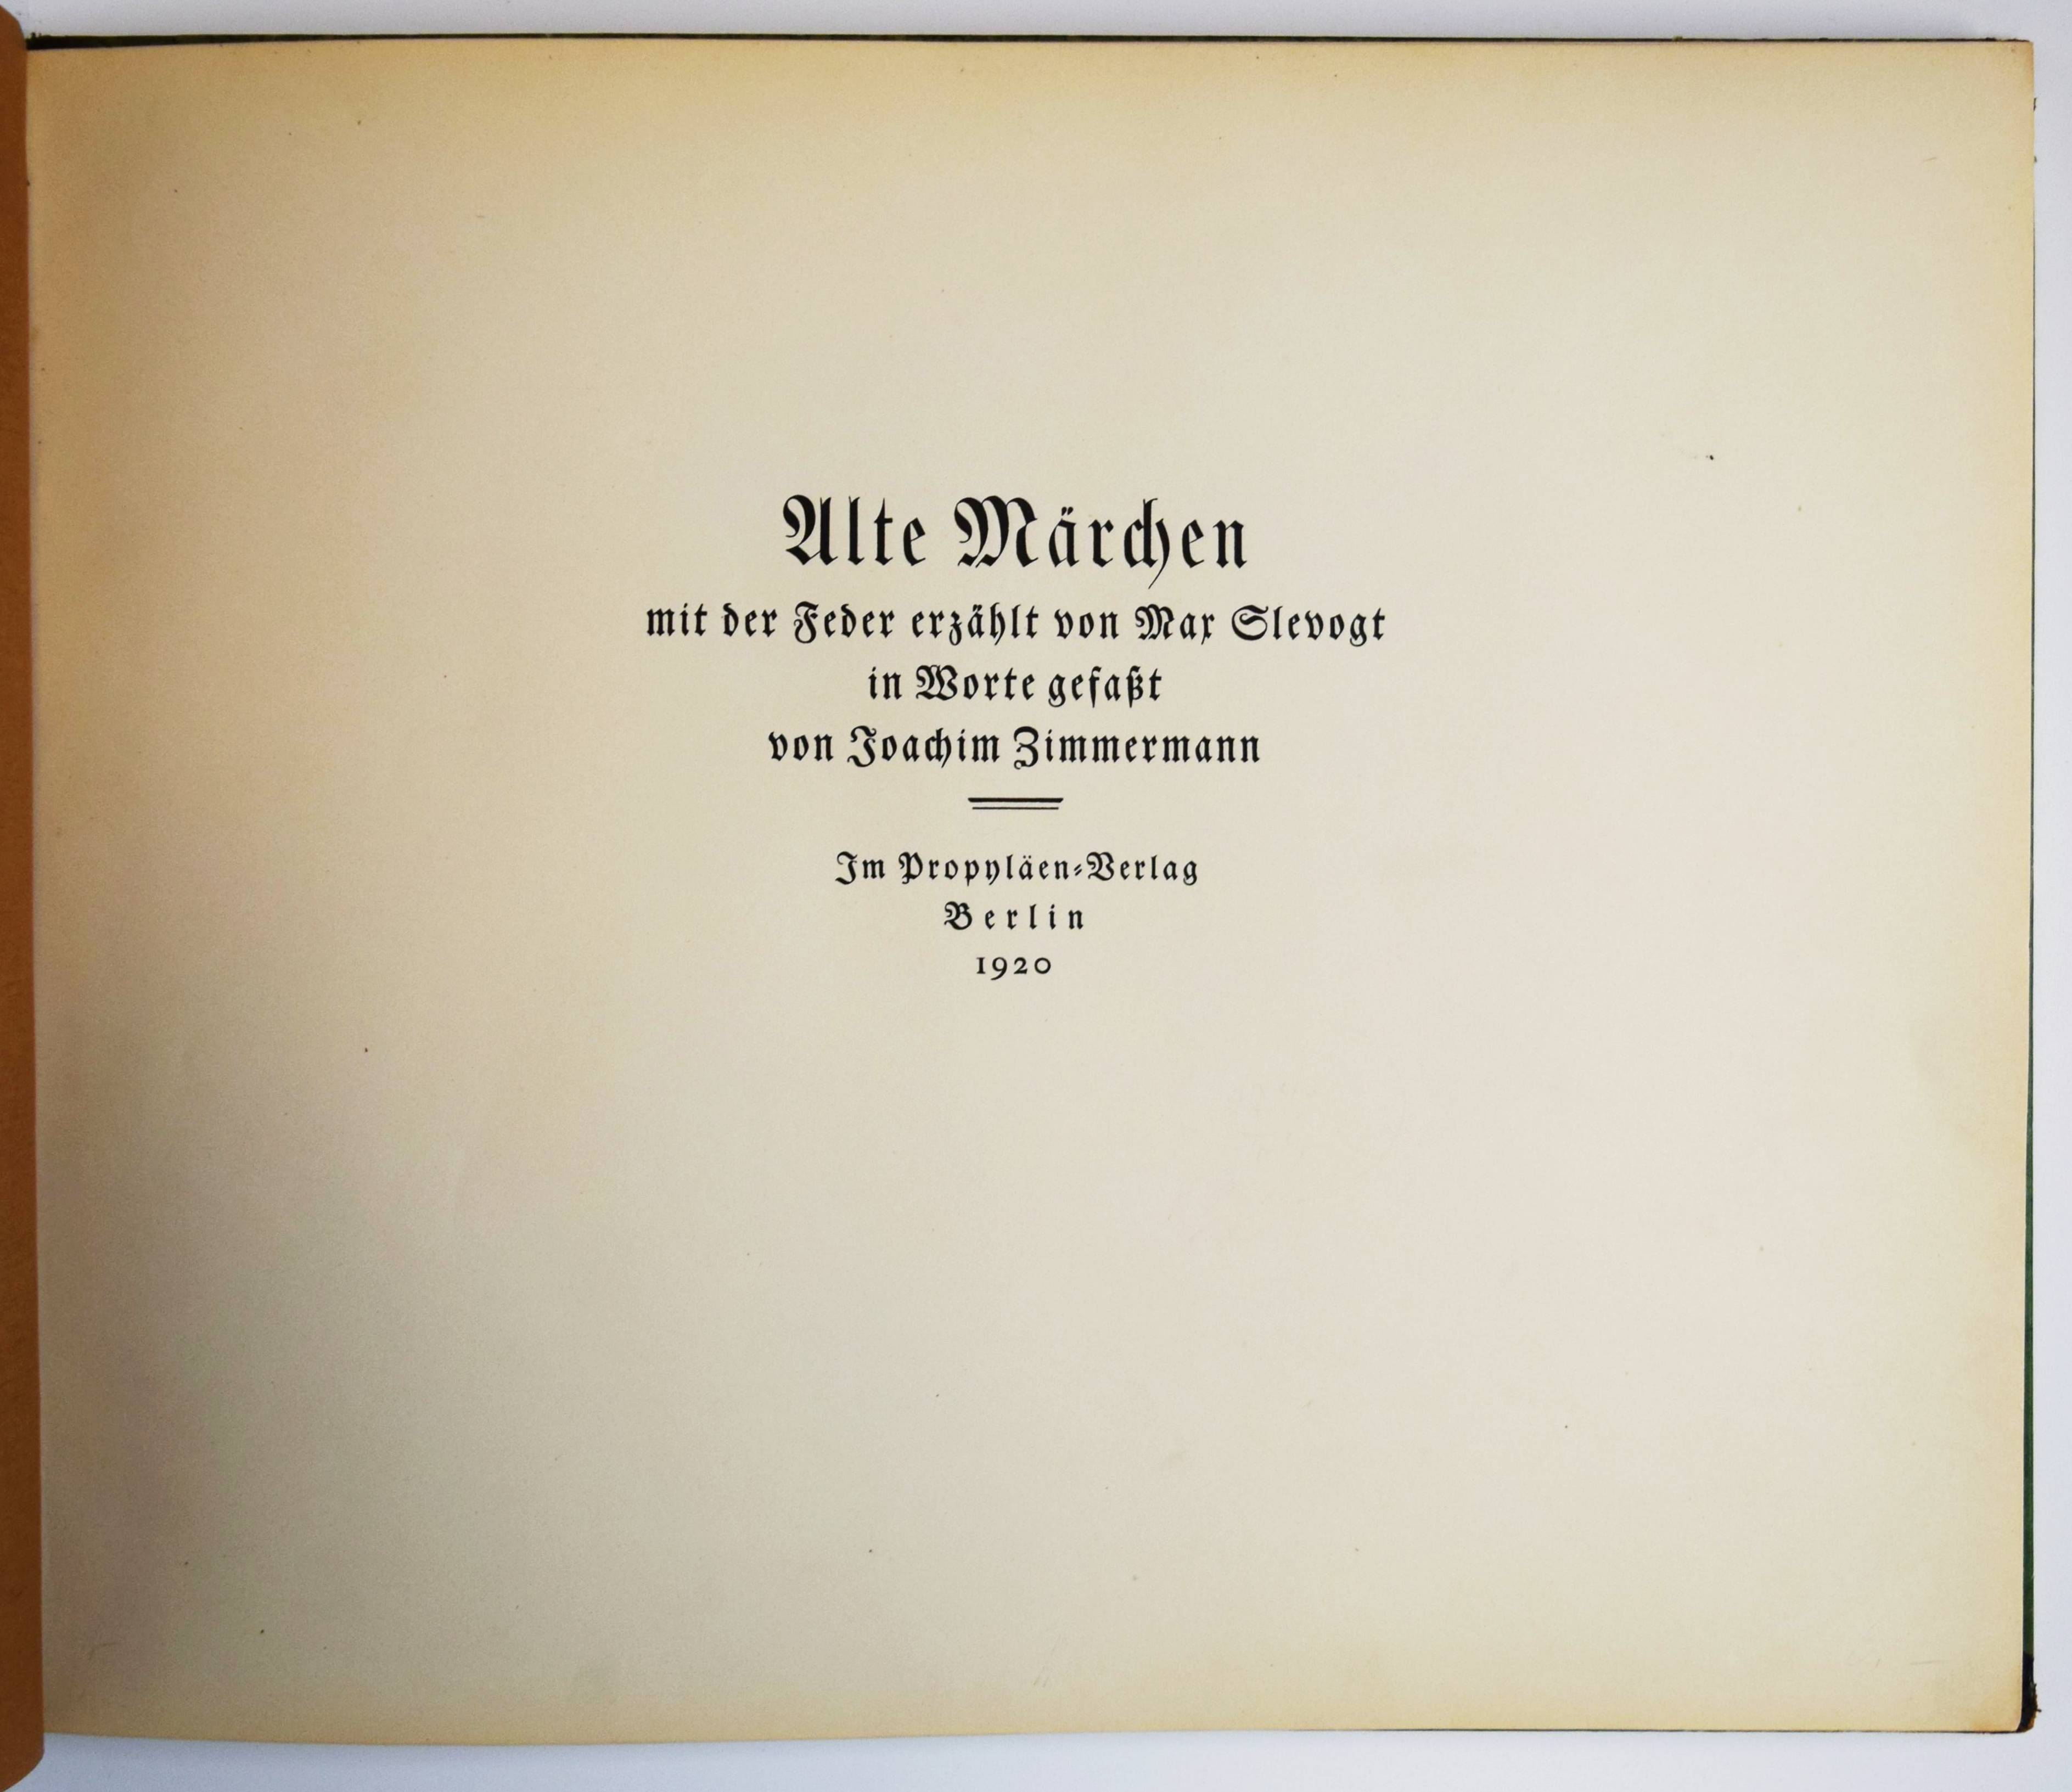 Alte Märchen
mit der Feder erzählt von Max Slevogt
in Worte gefaßt
von Joachim Zimmermann
Im Propyläen-Verlag
Berlin
1920